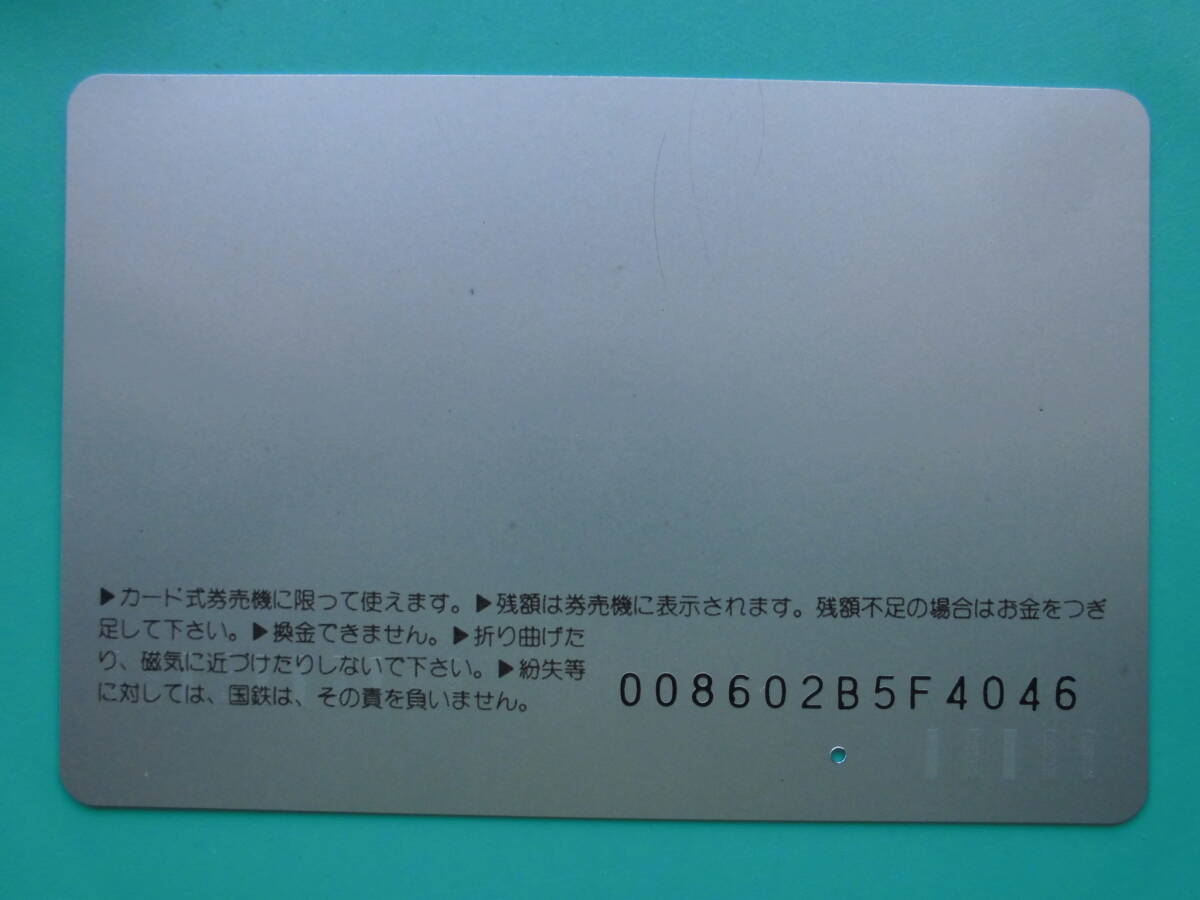 ▶カード式券売機に限って使えます。▶残額は券売機に表示されます。残額不足の場合はお金をつぎ
足して下さい。▶換金できません。▶折り曲げた
り、磁気に近づけたりしないで下さい。▶紛失等
に対しては、国鉄は、その責を負いません。
008602B5F4046